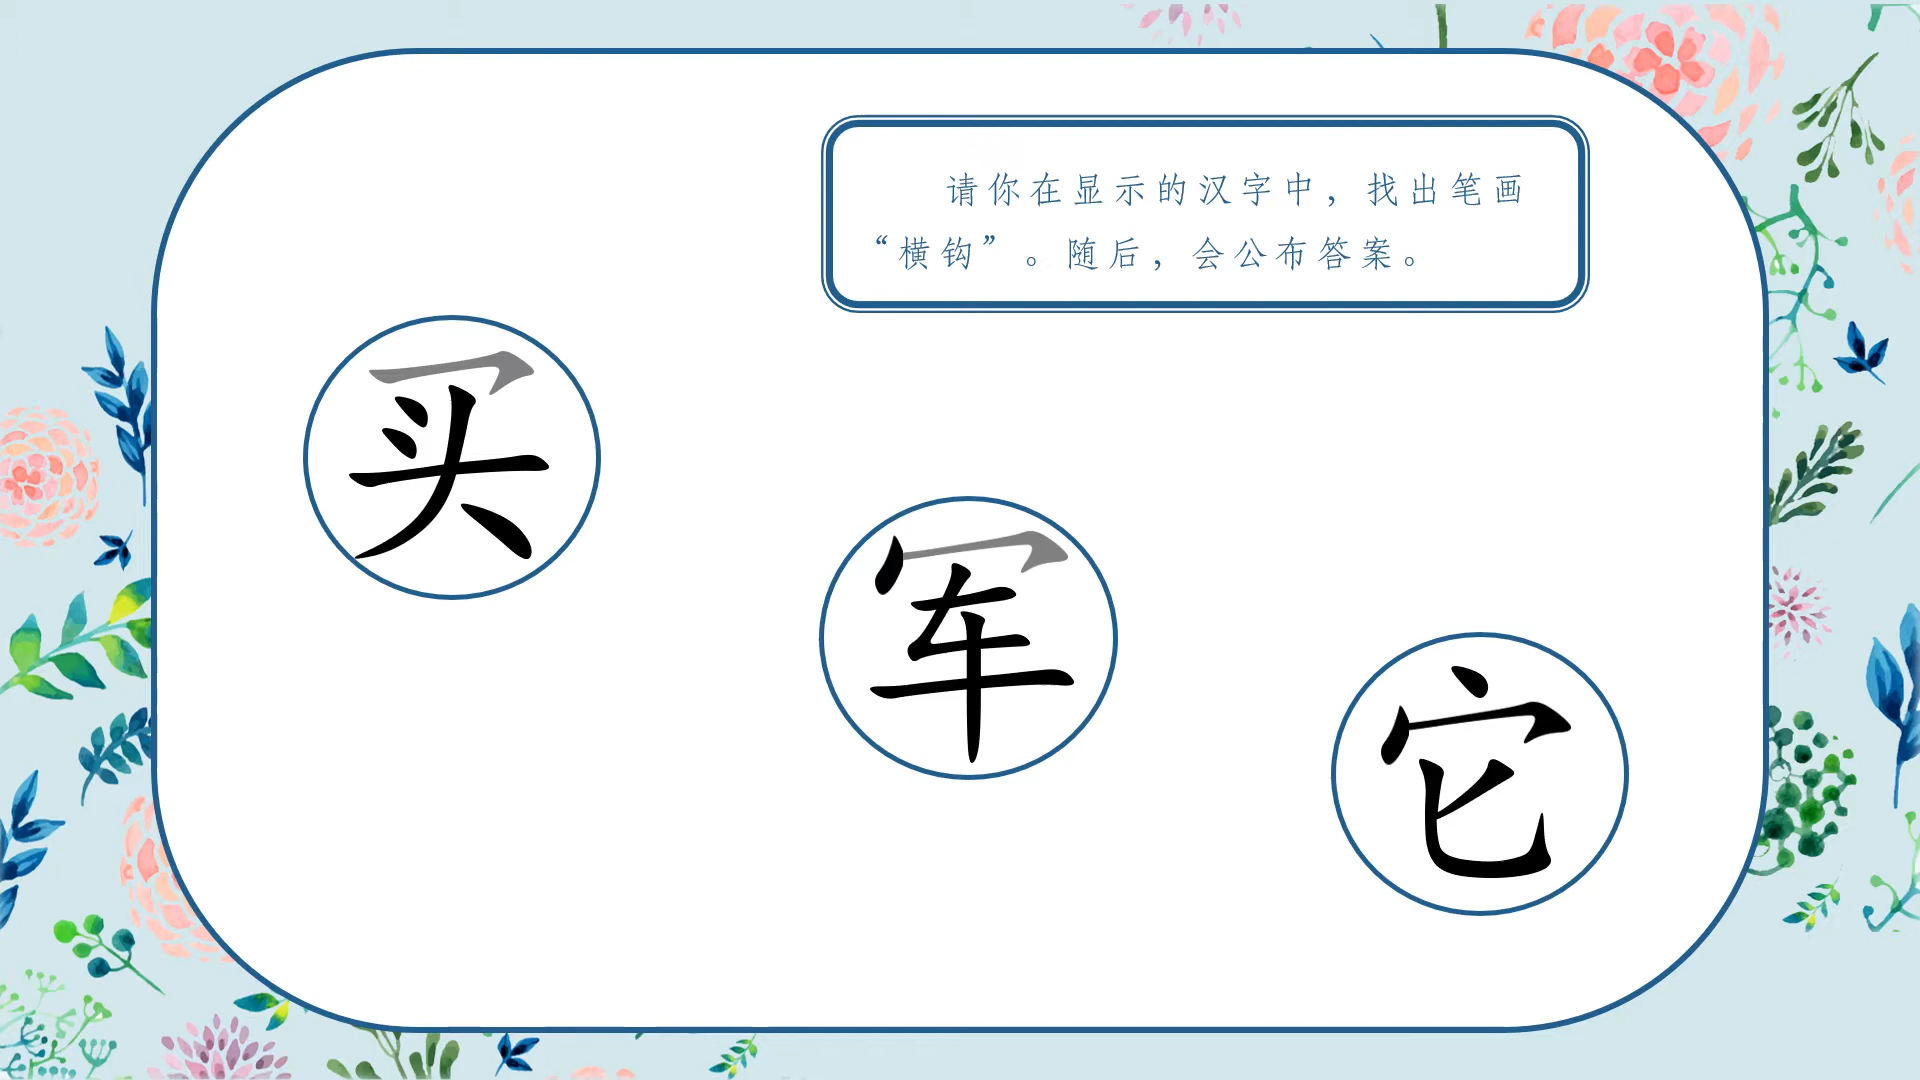 请你在显示的汉字中，找出笔画
“横钩”。随后，会公布答案。
买
军
它